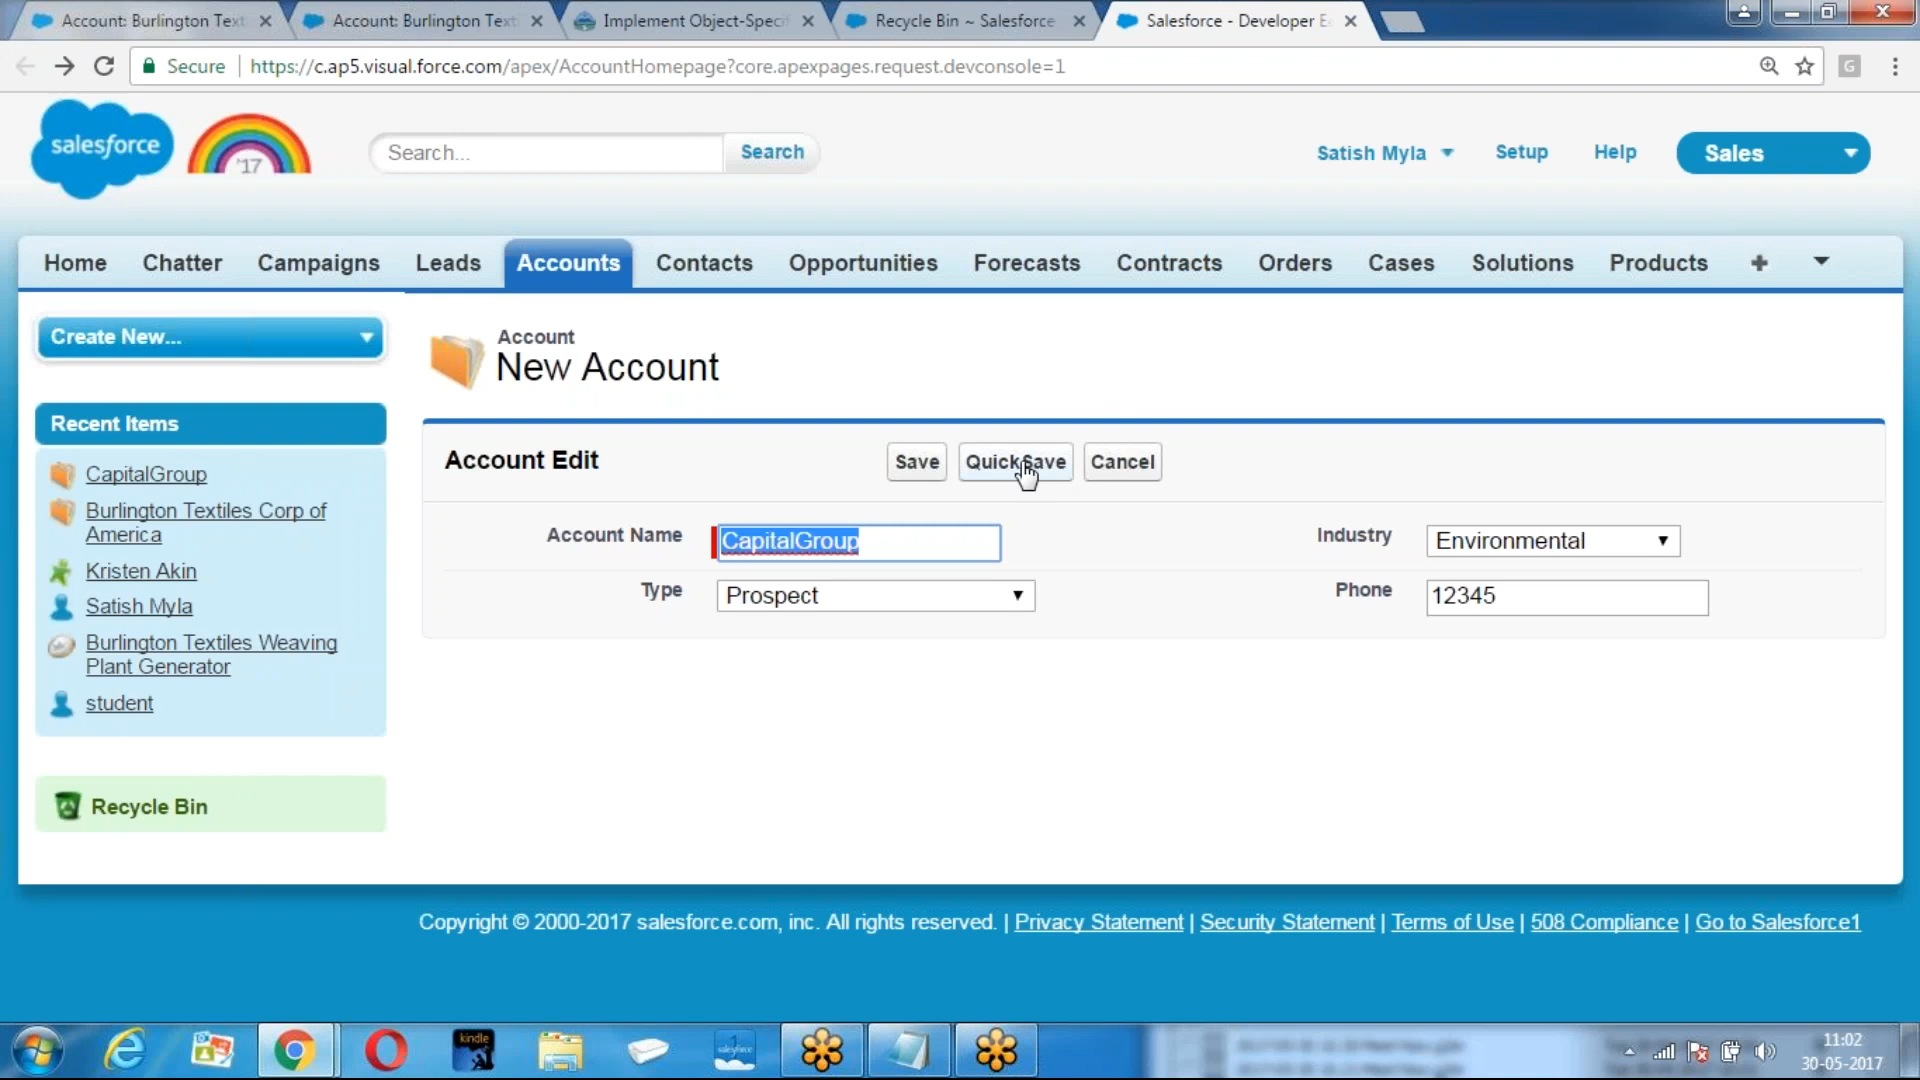 Account: Burlington Text
Account: Burlington Text
Implement Object-Specif
Recycle Bin ~ Salesforce
Salesforce - Developer E
Secure
https://c.ap5.visual.force.com/apex/AccountHomepage?core.apexpages.request.devconsole=1
G
salesforce
'17
Search...
Search
Satish Myla
Setup
Help
Sales
Home
Chatter
Campaigns
Leads
Accounts
Contacts
Opportunities
Forecasts
Contracts
Orders
Cases
Solutions
Products
Create New...
Recent Items
CapitalGroup
Burlington Textiles Corp of
America
Kristen Akin
Satish Myla
Burlington Textiles Weaving
Plant Generator
student
Recycle Bin
Account
New Account
Account Edit
Save
QuickSave
Cancel
Account Name
CapitalGroup
Industry
Environmental
Type
Prospect
Phone
12345
Copyright © 2000-2017 salesforce.com, inc. All rights reserved. | Privacy Statement | Security Statement | Terms of Use | 508 Compliance | Go to Salesforce1
kindle
salesforce
11:02
30-05-2017